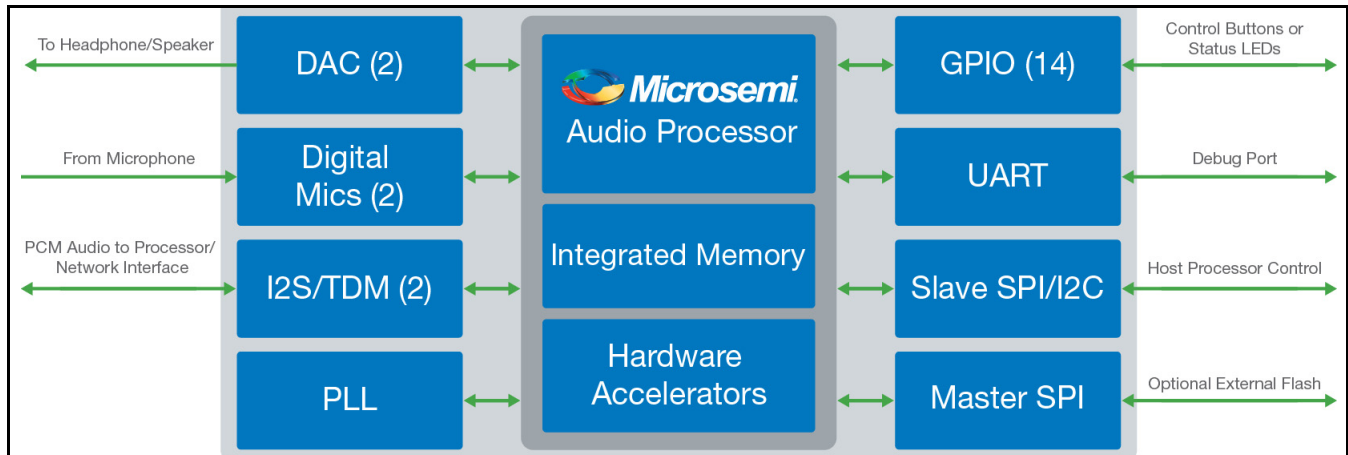 To Headphone/Speaker
DAC (2)
From Microphone
Digital
Mics (2)
PCM Audio to Processor/
Network Interface
I2S/TDM (2)
PLL
Microsemi.
Audio Processor
Integrated Memory
Hardware
Accelerators
GPIO (14)
Control Buttons or
Status LEDs
UART
Debug Port
Slave SPI/I2C
Host Processor Control
Master SPI
Optional External Flash